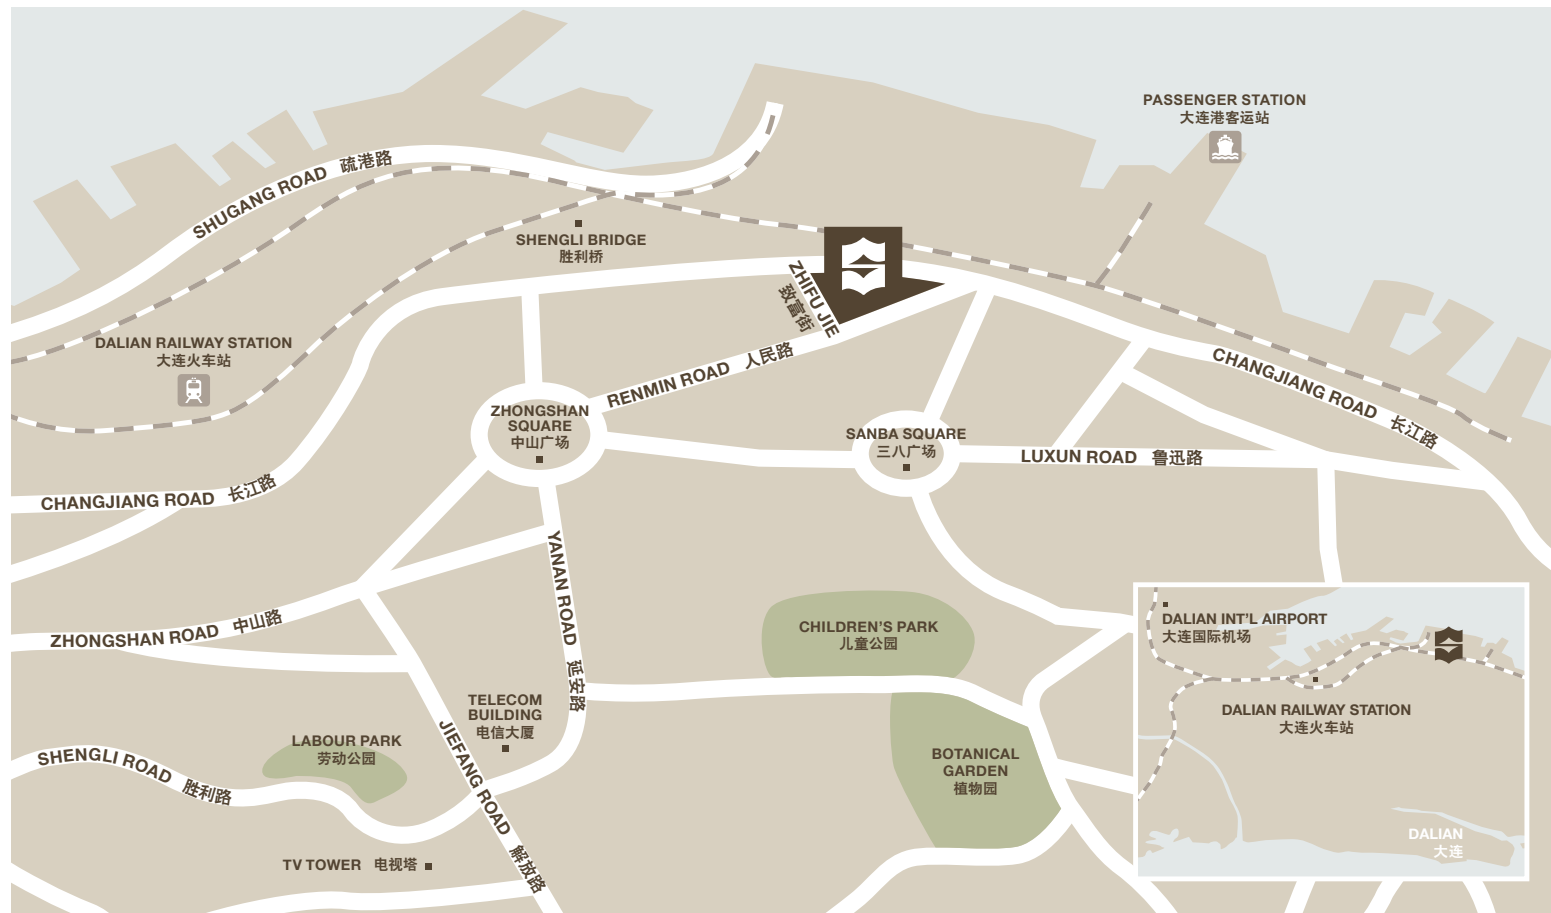 PASSENGER STATION
大连港客运站
SHUGANG ROAD 疏港路
SHENGLI BRIDGE
胜利桥
ZHIFU JIE
致富街
DALIAN RAILWAY STATION
大连火车站
RENMIN ROAD 人民路
CHANGJIANG ROAD 长江路
ZHONGSHAN
SQUARE
中山广场
SANBA SQUARE
三八广场
LUXUN ROAD 鲁迅路
CHANGJIANG ROAD 长江路
YANAN ROAD 延安路
ZHONGSHAN ROAD 中山路
CHILDREN'S PARK
儿童公园
DALIAN INT'L AIRPORT
大连国际机场
DALIAN RAILWAY STATION
大连火车站
TELECOM
BUILDING
电信大厦
LABOUR PARK
劳动公园
JIEFANG ROAD 解放路
SHENGLI ROAD 胜利路
BOTANICAL
GARDEN
植物园
DALIAN
大连
TV TOWER 电视塔